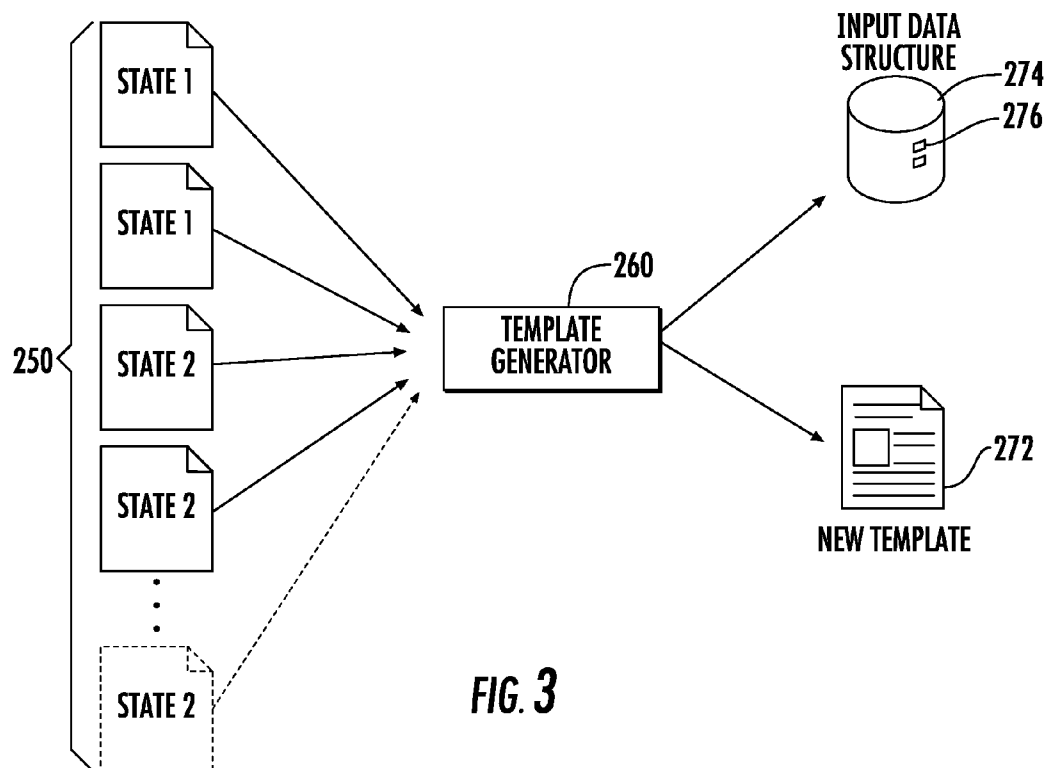 STATE 1
STATE 1
STATE 2
STATE 2
STATE 2
250
260
TEMPLATE
GENERATOR
INPUT DATA
STRUCTURE
274
276
272
NEW TEMPLATE
FIG. 3